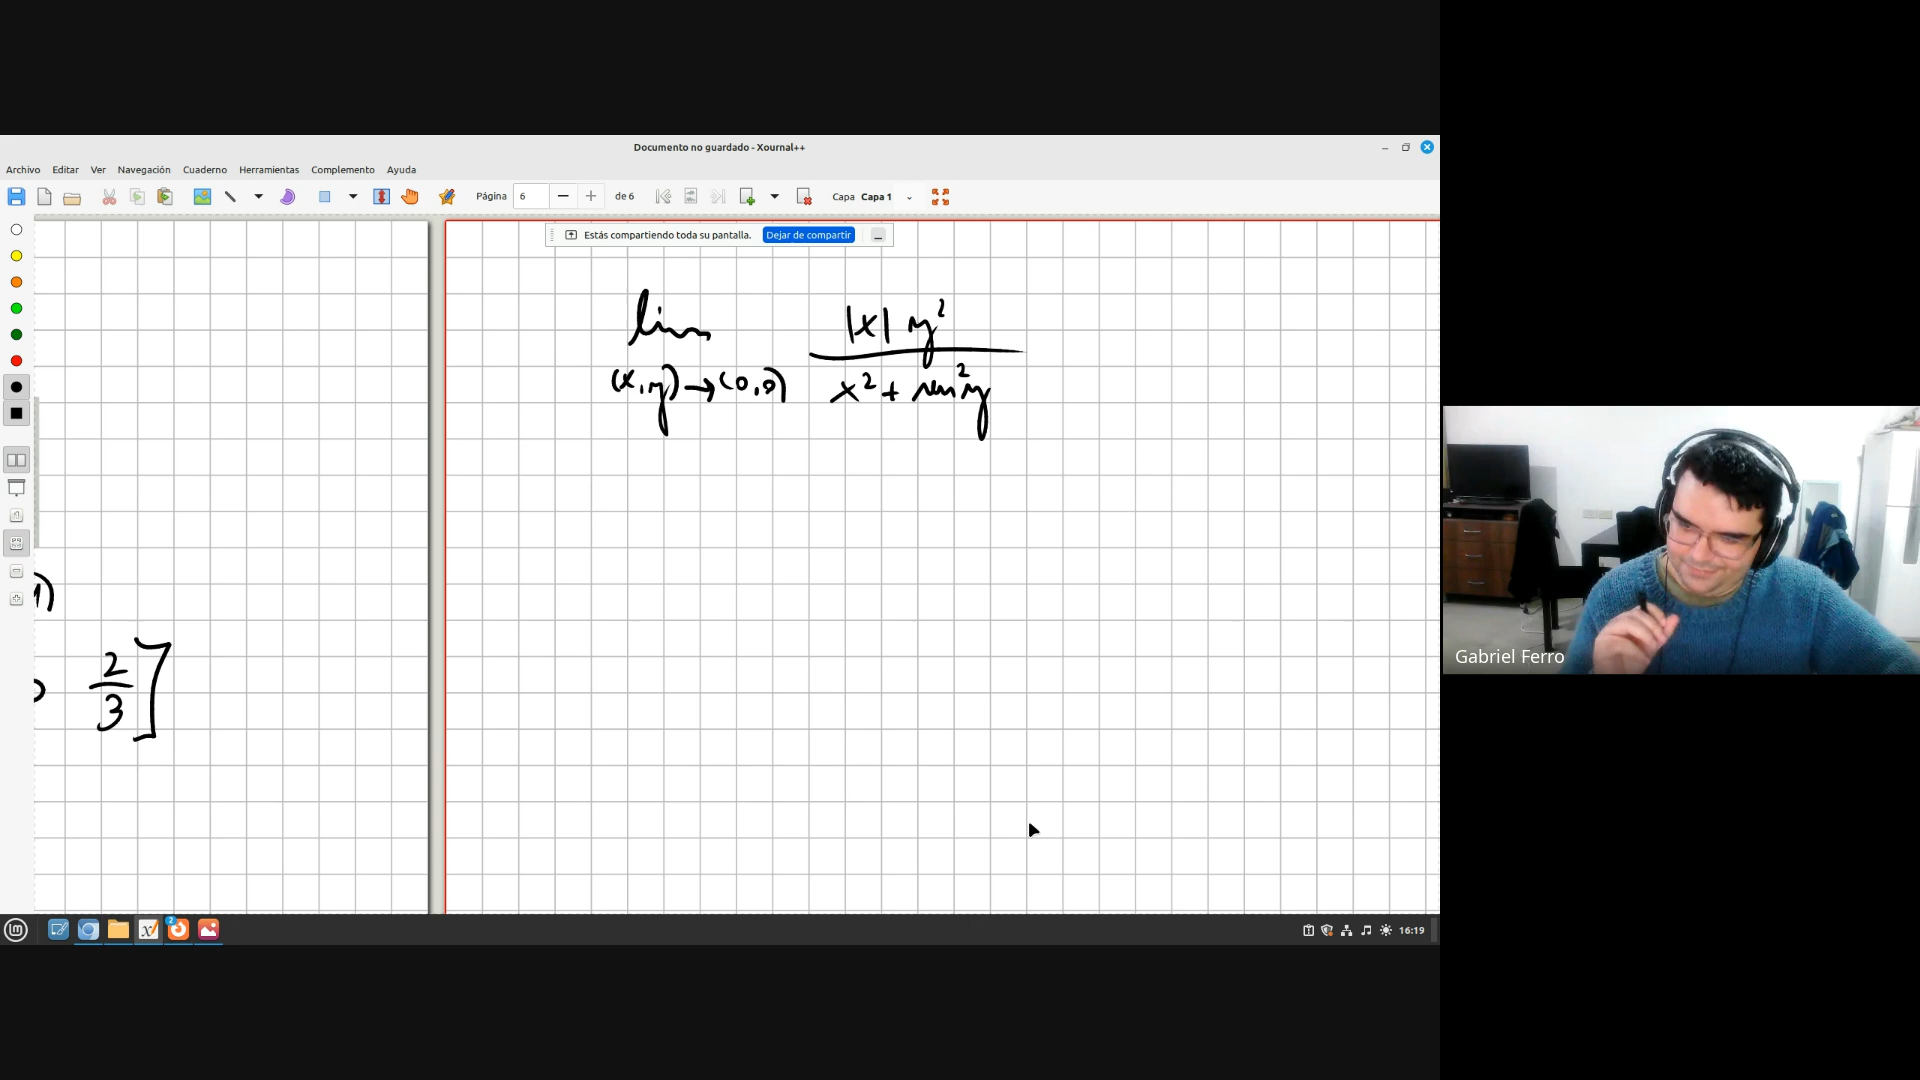 Documento no guardado - Xournal++
Archivo Editar Ver Navegación Cuaderno Herramientas Complemento Ayuda
Página 6 de 6 Capa Capa 1
Estás compartiendo toda su pantalla. Dejar de compartir
lim |x| y²
(x,y)→(0,0) x² + sen²y
)
2
3 ]
Gabriel Ferro
2
16:19